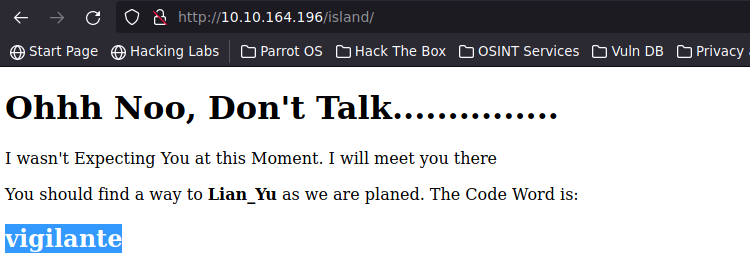 http://10.10.164.196/island/
Start Page Hacking Labs Parrot OS Hack The Box OSINT Services Vuln DB Privacy
Ohhh Noo, Don't Talk...............
I wasn't Expecting You at this Moment. I will meet you there
You should find a way to Lian_Yu as we are planed. The Code Word is:
vigilante